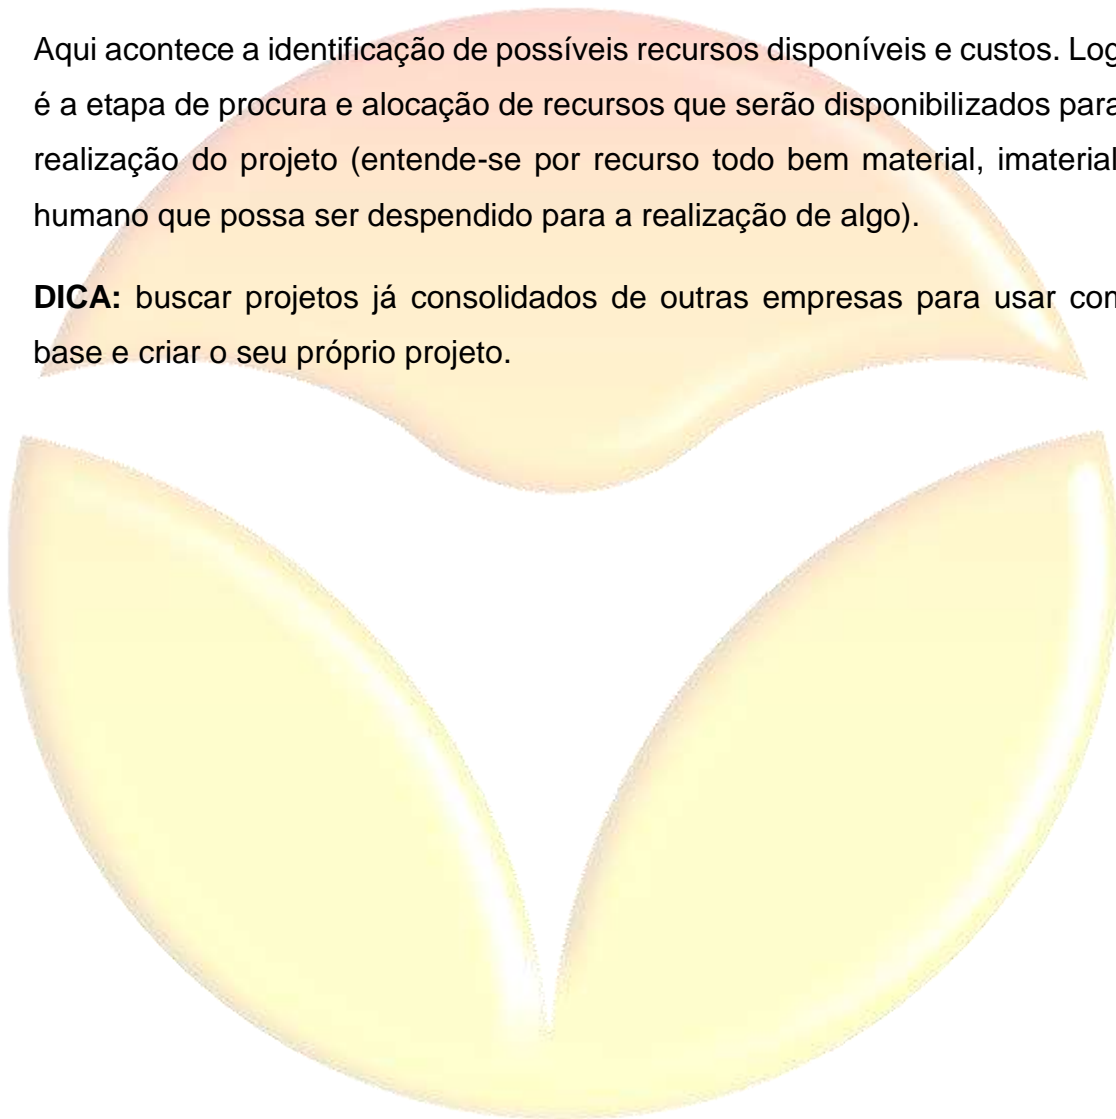 Aqui acontece a identificação de possíveis recursos disponíveis e custos. Log
é a etapa de procura e alocação de recursos que serão disponibilizados para
realização do projeto (entende-se por recurso todo bem material, imaterial
humano que possa ser despendido para a realização de algo).
DICA: buscar projetos já consolidados de outras empresas para usar con
base e criar o seu próprio projeto.